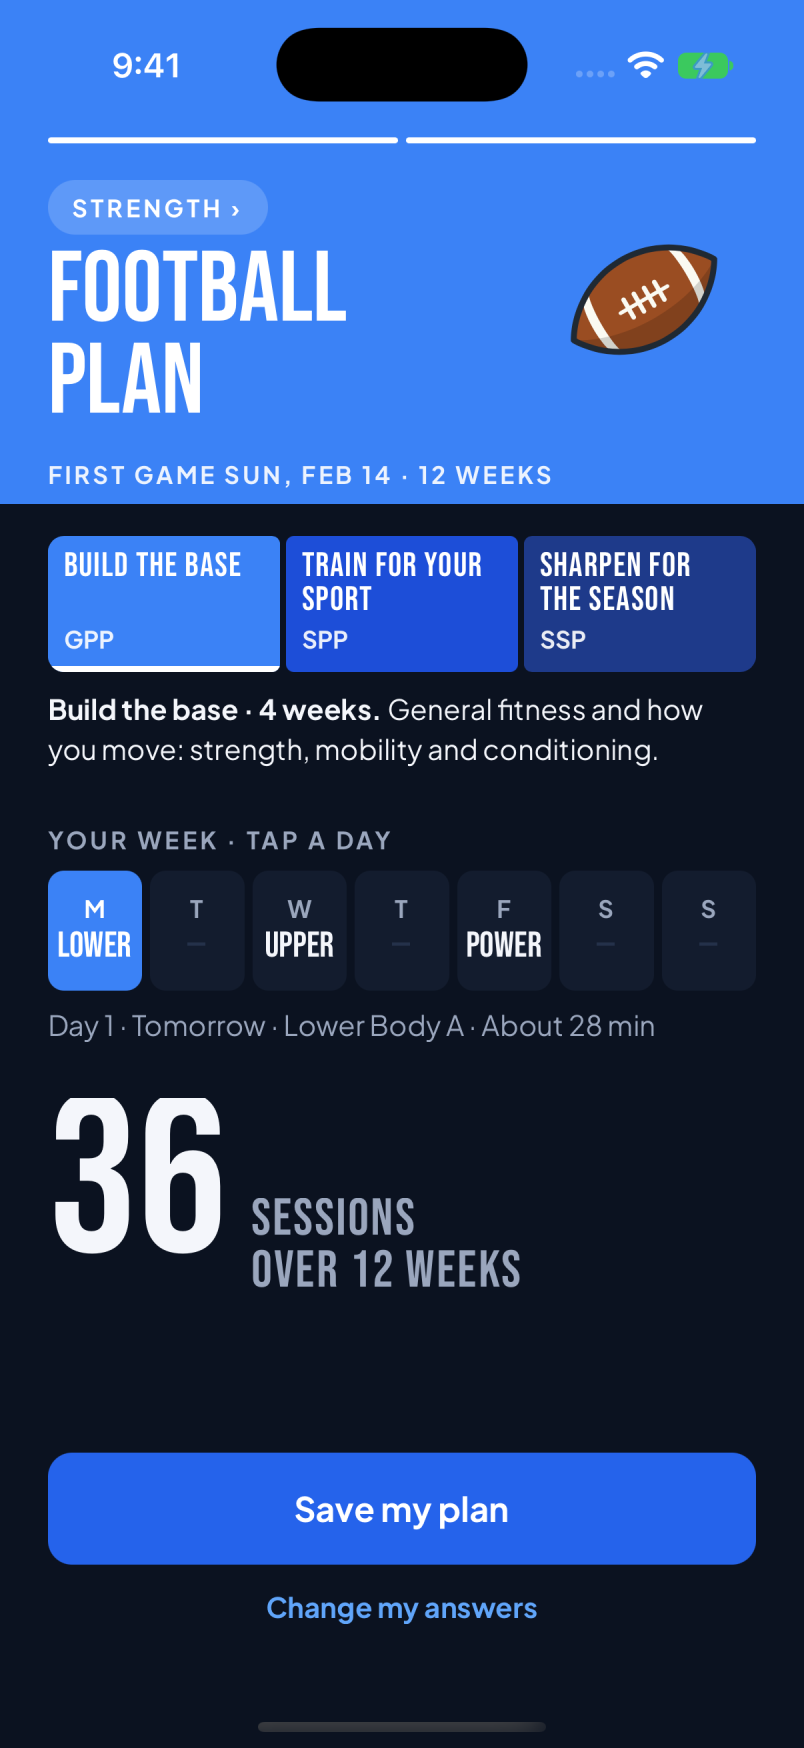 9:41
STRENGTH ›
FOOTBALL
PLAN
FIRST GAME SUN, FEB 14 · 12 WEEKS
BUILD THE BASE
GPP
TRAIN FOR YOUR
SPORT
SPP
SHARPEN FOR
THE SEASON
SSP
Build the base · 4 weeks. General fitness and how
you move: strength, mobility and conditioning.
YOUR WEEK · TAP A DAY
M T W T F S S
LOWER — UPPER — POWER — —
Day 1 · Tomorrow · Lower Body A · About 28 min
36 SESSIONS
OVER 12 WEEKS
Save my plan
Change my answers